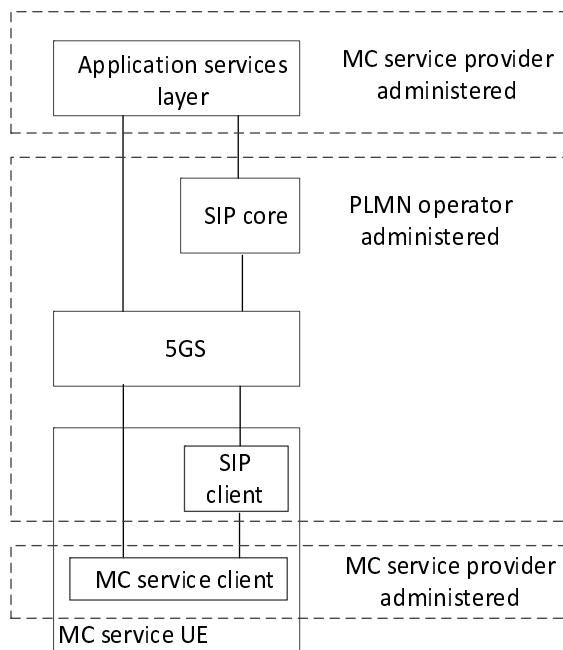 Application services
layer
MC service provider
administered
SIP core
PLMN operator
administered
5GS
SIP
client
MC service client
MC service provider
administered
MC service UE